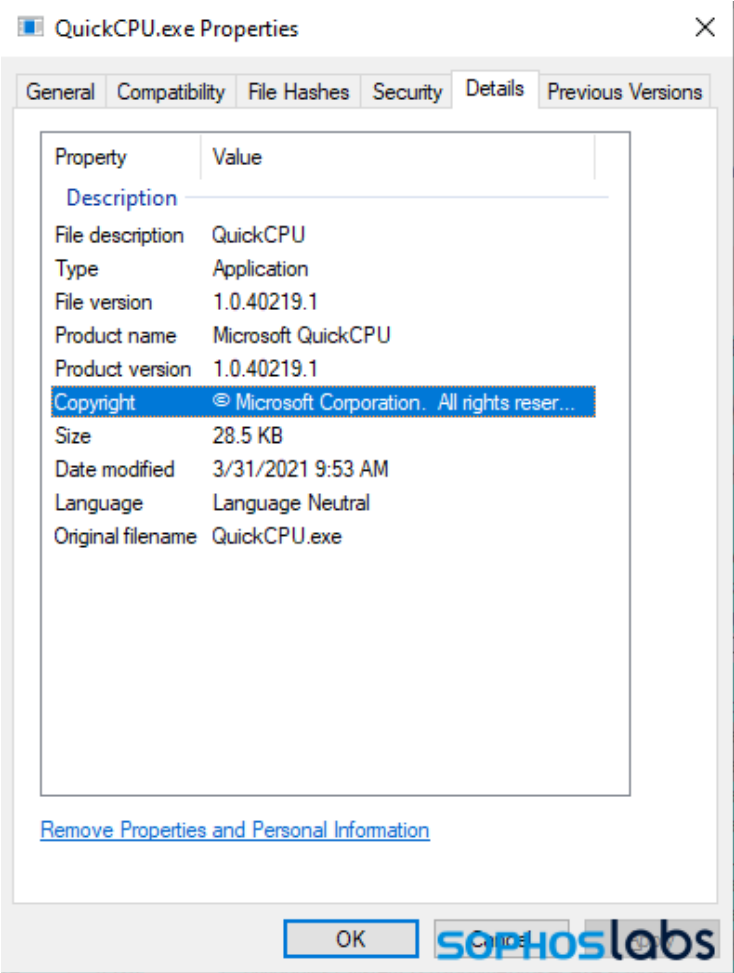 QuickCPU.exe Properties
General Compatibility File Hashes Security Details Previous Versions
Property Value
Description
File description QuickCPU
Type Application
File version 1.0.40219.1
Product name Microsoft QuickCPU
Product version 1.0.40219.1
Copyright © Microsoft Corporation. All rights reser...
Size 28.5 KB
Date modified 3/31/2021 9:53 AM
Language Language Neutral
Original filename QuickCPU.exe
Remove Properties and Personal Information
OK Cancel
SOPHOSlabs